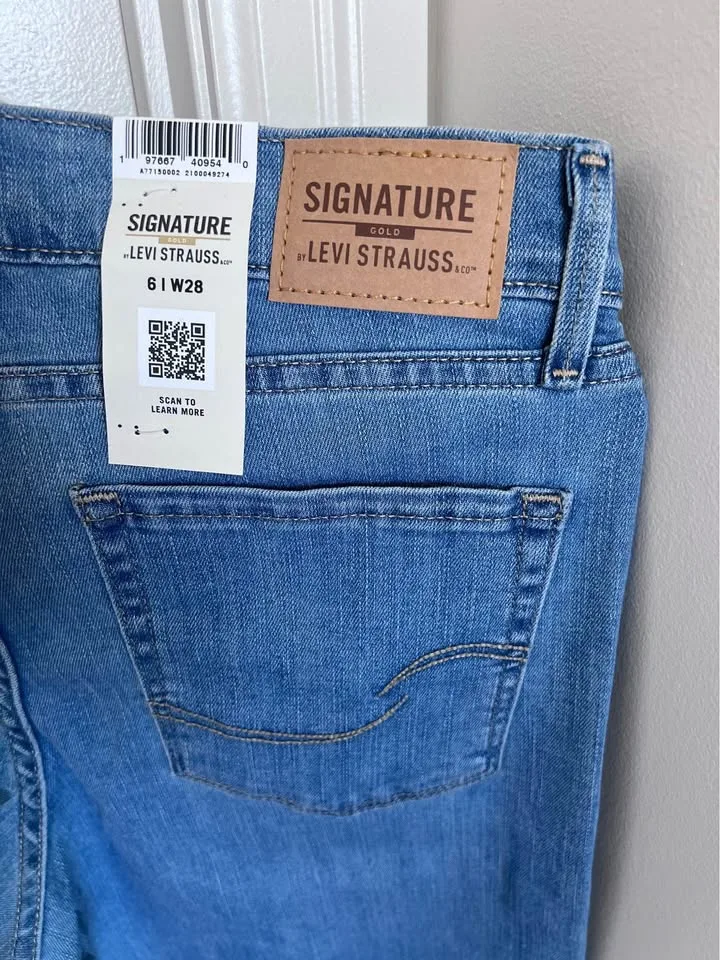 1 97667 40954 0
A77150002 2100049274
SIGNATURE
GOLD
BY LEVI STRAUSS & CO™
6 | W28
SCAN TO
LEARN MORE
SIGNATURE
GOLD
BY LEVI STRAUSS & CO™